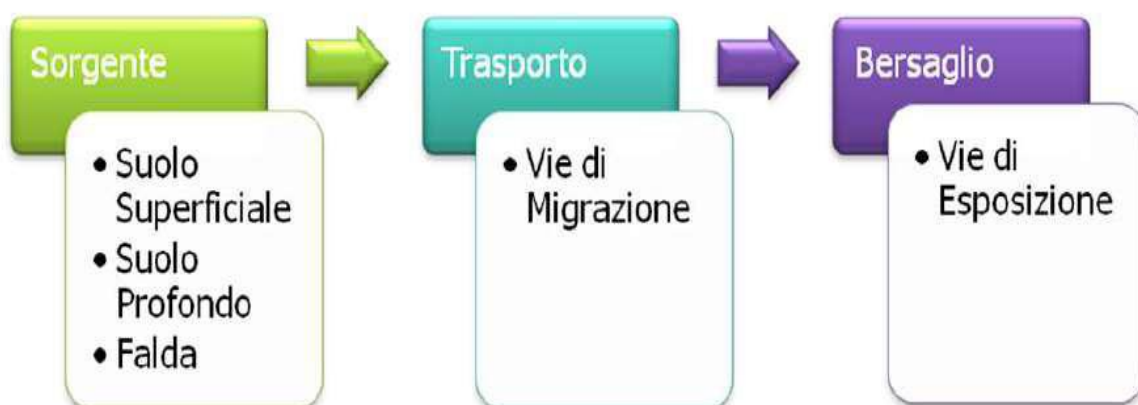 Sorgente
• Suolo
Superficiale
• Suolo
Profondo
• Falda
Trasporto
• Vie di
Migrazione
Bersaglio
• Vie di
Esposizione